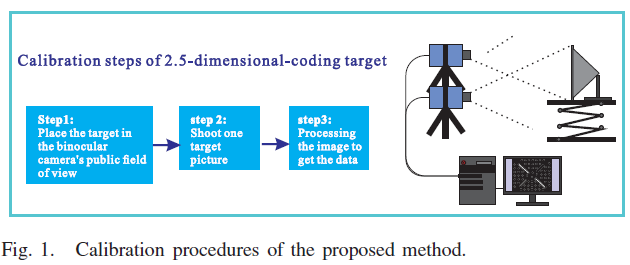 Calibration steps of 2.5-dimensional-coding target
Step1:
Place the target in
the binocular
camera's public field
of view
step 2:
Shoot one
target
picture
step3:
Processing
the image to
get the data
Fig. 1. Calibration procedures of the proposed method.